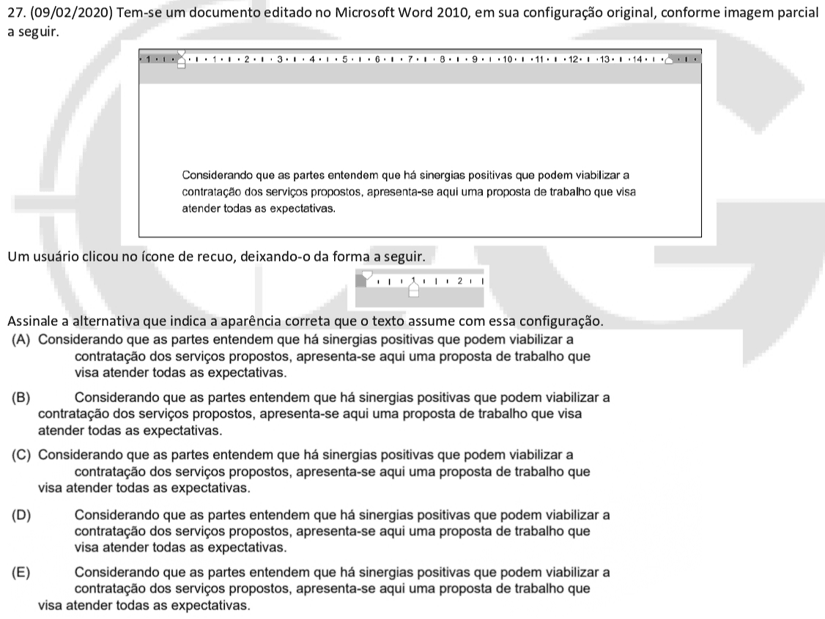 27. (09/02/2020) Tem-se um documento editado no Microsoft Word 2010, em sua configuração original, conforme imagem parcial
a seguir.
1 1 2 3 4 5 6 7 8 9 10 11 12 13 14
Considerando que as partes entendem que há sinergias positivas que podem viabilizar a
contratação dos serviços propostos, apresenta-se aqui uma proposta de trabalho que visa
atender todas as expectativas.
Um usuário clicou no ícone de recuo, deixando-o da forma a seguir.
1 2
Assinale a alternativa que indica a aparência correta que o texto assume com essa configuração.
(A) Considerando que as partes entendem que há sinergias positivas que podem viabilizar a
contratação dos serviços propostos, apresenta-se aqui uma proposta de trabalho que
visa atender todas as expectativas.
(B) Considerando que as partes entendem que há sinergias positivas que podem viabilizar a
contratação dos serviços propostos, apresenta-se aqui uma proposta de trabalho que visa
atender todas as expectativas.
(C) Considerando que as partes entendem que há sinergias positivas que podem viabilizar a
contratação dos serviços propostos, apresenta-se aqui uma proposta de trabalho que
visa atender todas as expectativas.
(D) Considerando que as partes entendem que há sinergias positivas que podem viabilizar a
contratação dos serviços propostos, apresenta-se aqui uma proposta de trabalho que
visa atender todas as expectativas.
(E) Considerando que as partes entendem que há sinergias positivas que podem viabilizar a
contratação dos serviços propostos, apresenta-se aqui uma proposta de trabalho que
visa atender todas as expectativas.